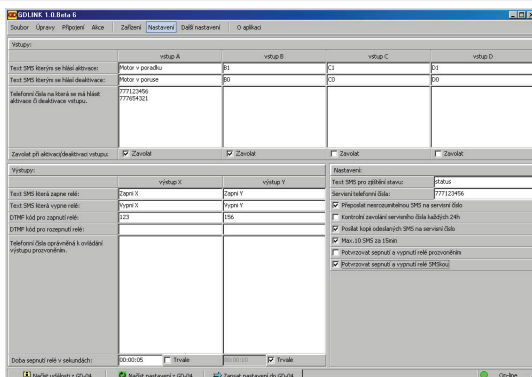 GDLINK 1.0.Beta 6
Soubor Úpravy Připojení Akce Zařízení Nastavení Další nastavení O aplikaci
Vstupy:
vstup A vstup B vstup C vstup D
Text SMS kterým se hlásí aktivace: Motor v poradku B1 C1 D1
Text SMS kterým se hlásí deaktivace: Motor v poruse B0 C0 D0
Telefonní čísla na která se má hlásit aktivace či deaktivace vstupu.
777123456
777654321
Zavolat při aktivaci/deaktivaci vstupu: Zavolat Zavolat Zavolat Zavolat
Výstupy:
výstup X výstup Y
Text SMS která zapne relé: Zapni X Zapni Y
Text SMS která vypne relé: Vypni X Vypni Y
DTMF kód pro zapnutí relé: 123 156
DTMF kód pro rozepnutí relé:
Telefonní čísla oprávněná k ovládání výstupu prozvoněním.
Doba sepnutí relé v sekundách: 00:00:05 Trvale Trvale
Nastavení:
Text SMS pro zjištění stavu: status
Servisní telefonní čísla: 777123456
Přeposlat nesrozumitelnou SMS na servisní číslo
Kontrolní zavolání servisního čísla každých 24h
Posílat kopii odeslaných SMS na servisní číslo
Max.10 SMS za 15min
Potvrzovat sepnutí a vypnutí relé prozvoněním
Potvrzovat sepnutí a vypnutí relé SMSkou
Načíst události z GD-04 Načíst nastavení z GD-04 Zapsat nastavení do GD-04 On-line